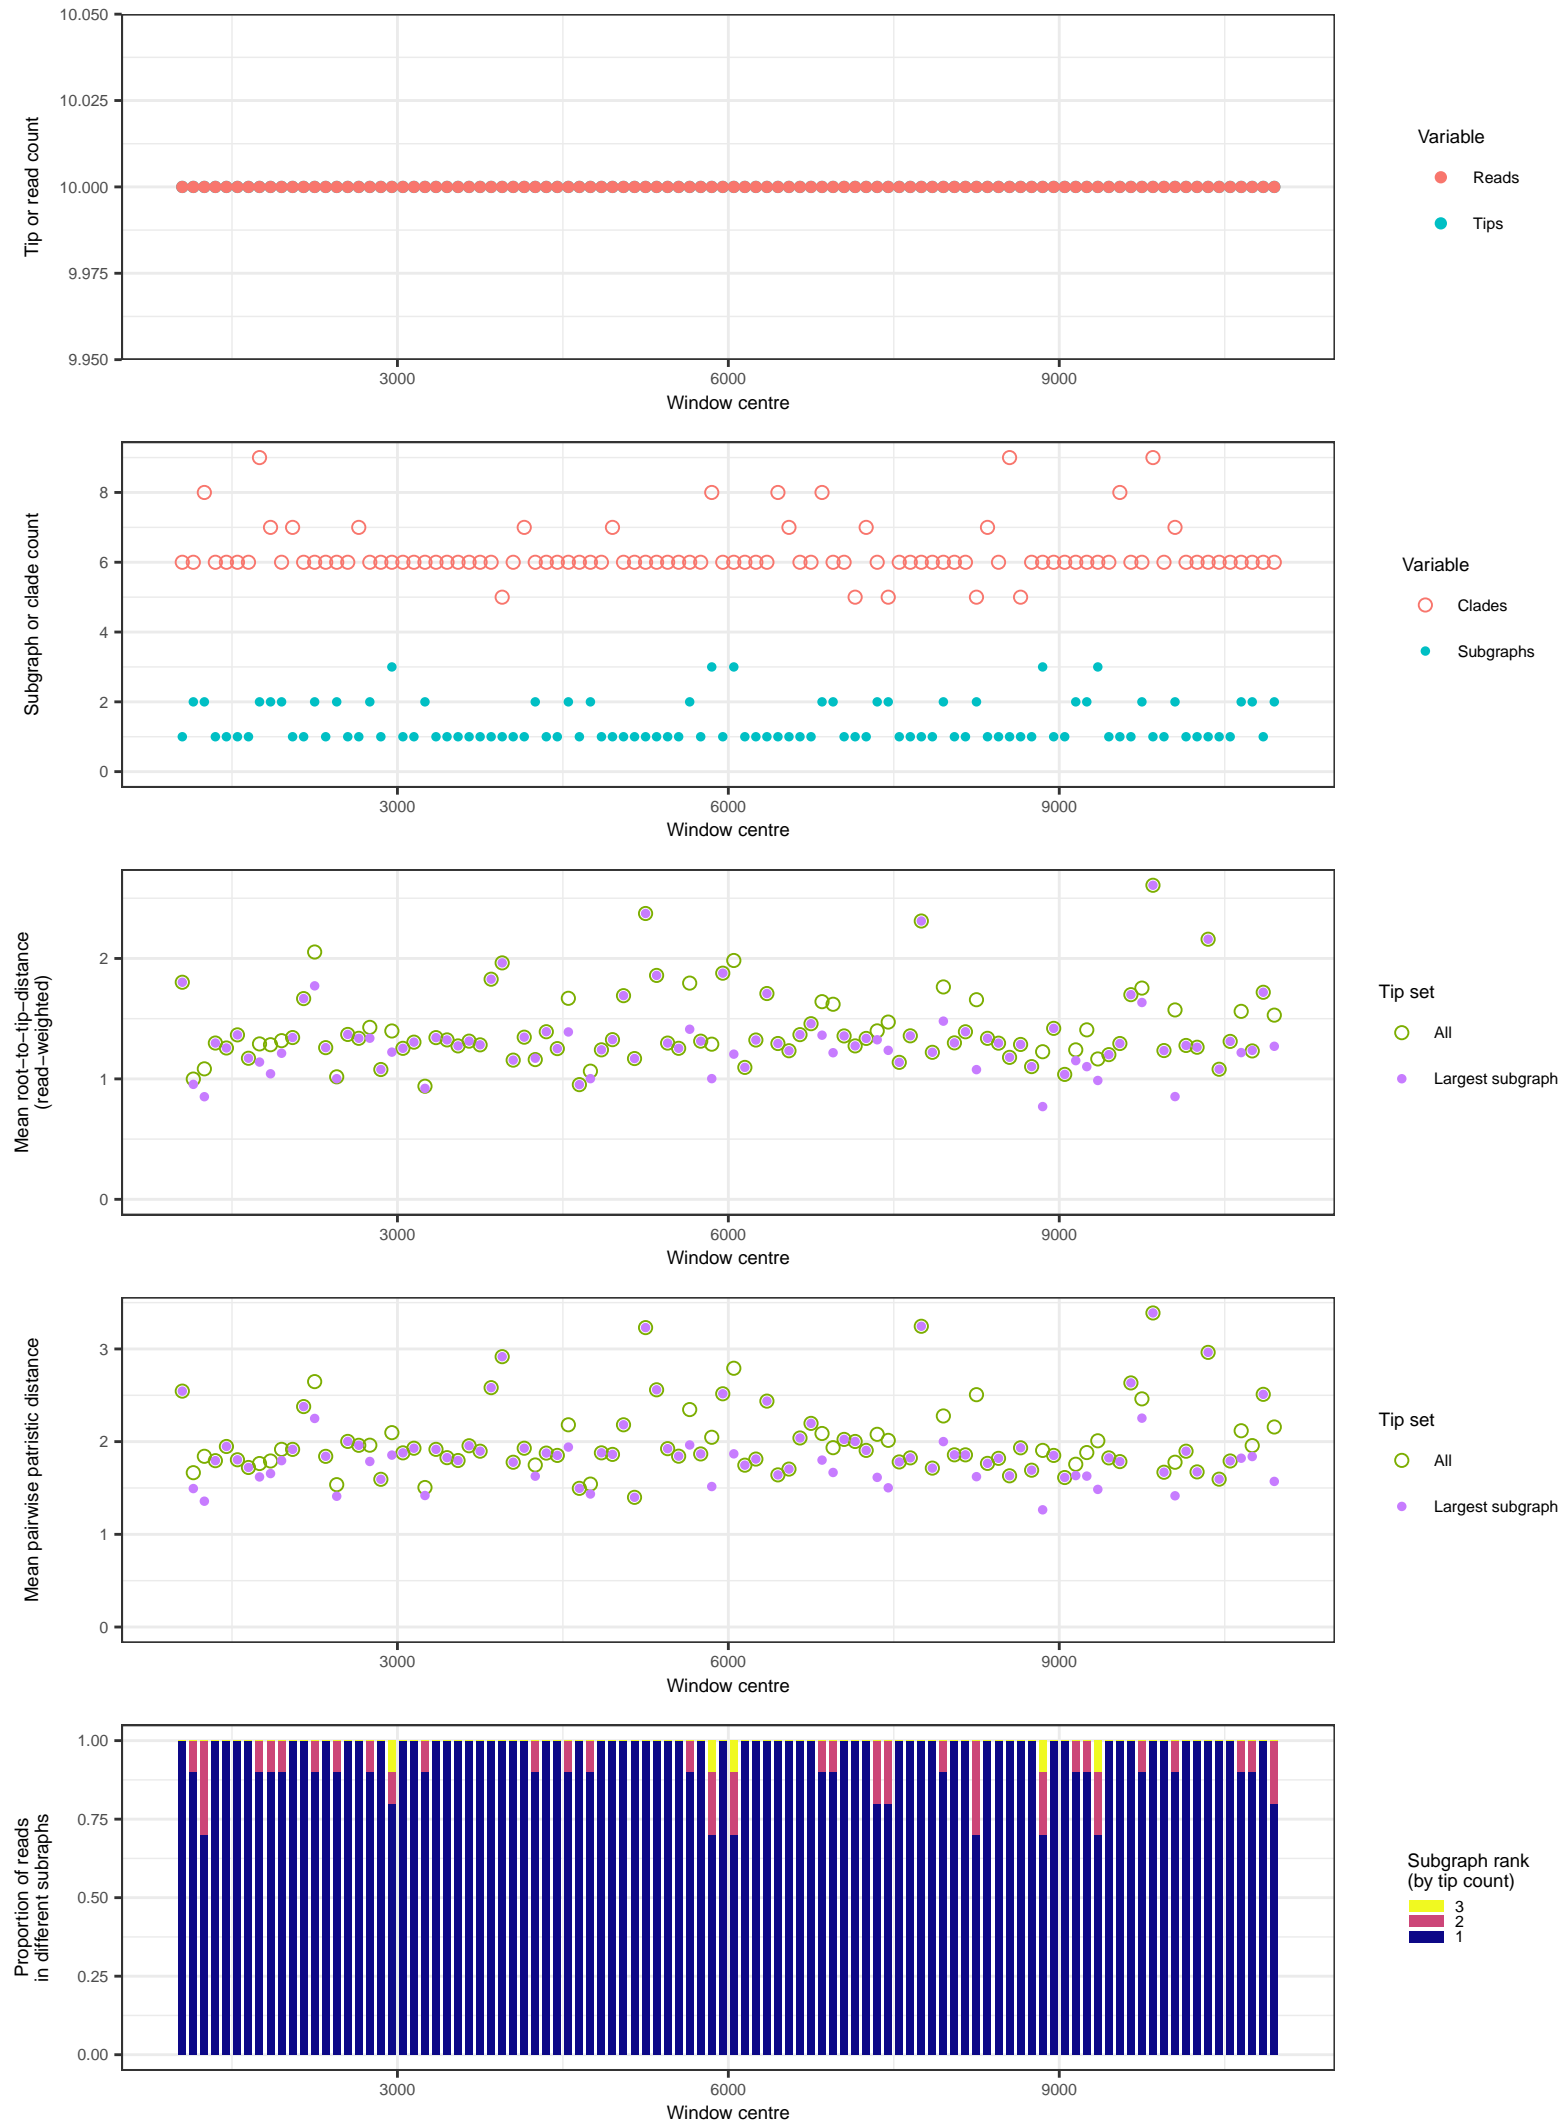 10.050
10.025
10.000
9.975
9.950
Tip or read count
3000 6000 9000
Window centre
Variable
Reads
Tips
8
6
4
2
0
Subgraph or clade count
3000 6000 9000
Window centre
Variable
Clades
Subgraphs
2
1
0
Mean root−to−tip−distance
(read−weighted)
3000 6000 9000
Window centre
Tip set
All
Largest subgraph
3
2
1
0
Mean pairwise patristic distance
3000 6000 9000
Window centre
Tip set
All
Largest subgraph
1.00
0.75
0.50
0.25
0.00
Proportion of reads
in different subraphs
3000 6000 9000
Window centre
Subgraph rank
(by tip count)
3
2
1